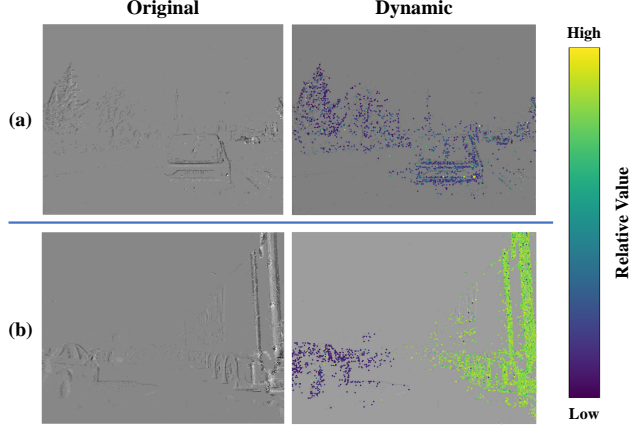 Original Dynamic
High
(a)
Relative Value
(b)
Low